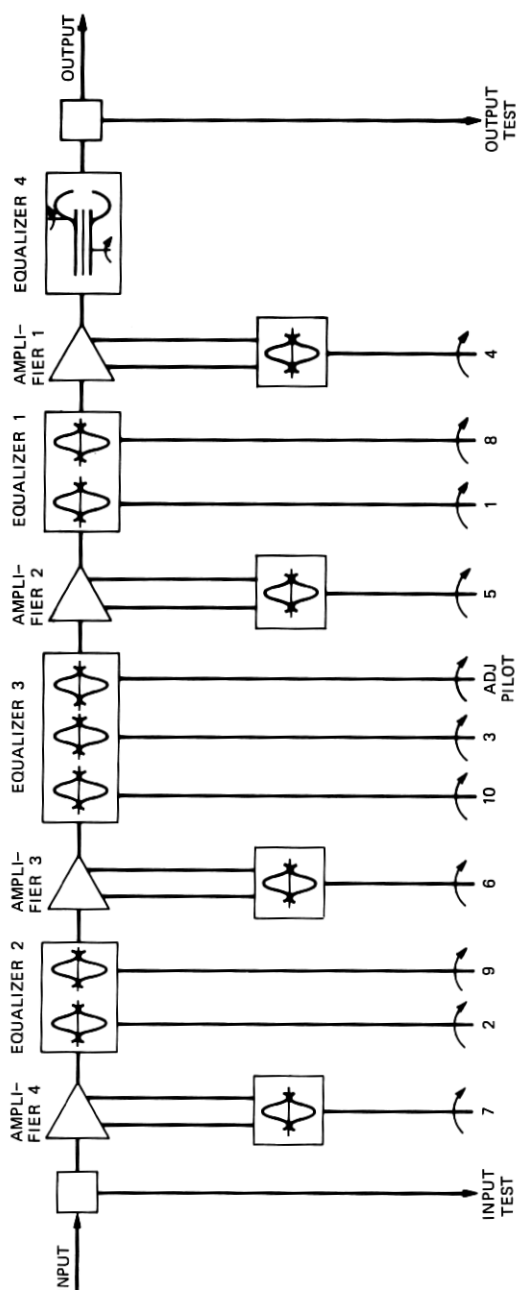 NPUT
AMPLI-
FIER 4
EQUALIZER 2
AMPLI-
FIER 3
EQUALIZER 3
AMPLI-
FIER 2
EQUALIZER 1
AMPLI-
FIER 1
EQUALIZER 4
OUTPUT
INPUT
TEST
7
2
9
6
10
3
ADJ
PILOT
5
1
8
4
OUTPUT
TEST